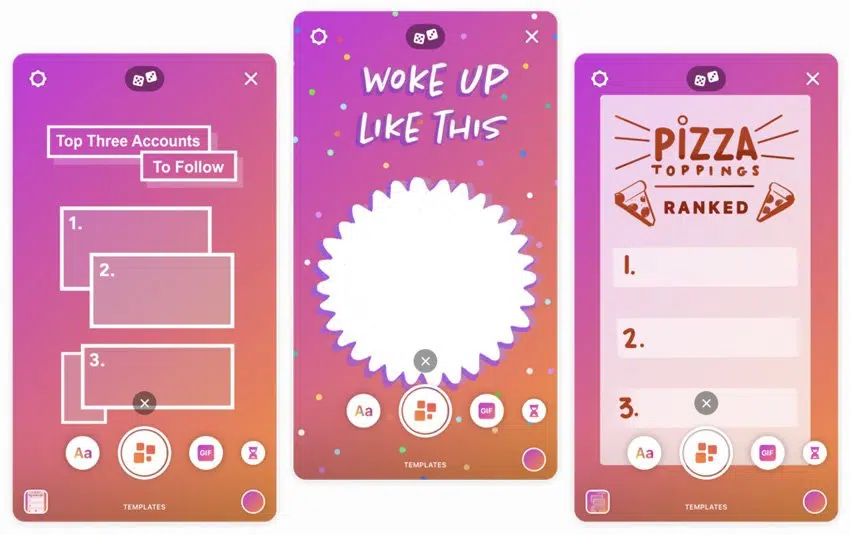 Top Three Accounts
To Follow
1.
2.
3.
Aa
GIF
TEMPLATES
WOKE UP
LIKE THIS
Aa
GIF
TEMPLATES
PIZZA
TOPPINGS
RANKED
1.
2.
3.
Aa
GIF
TEMPLATES